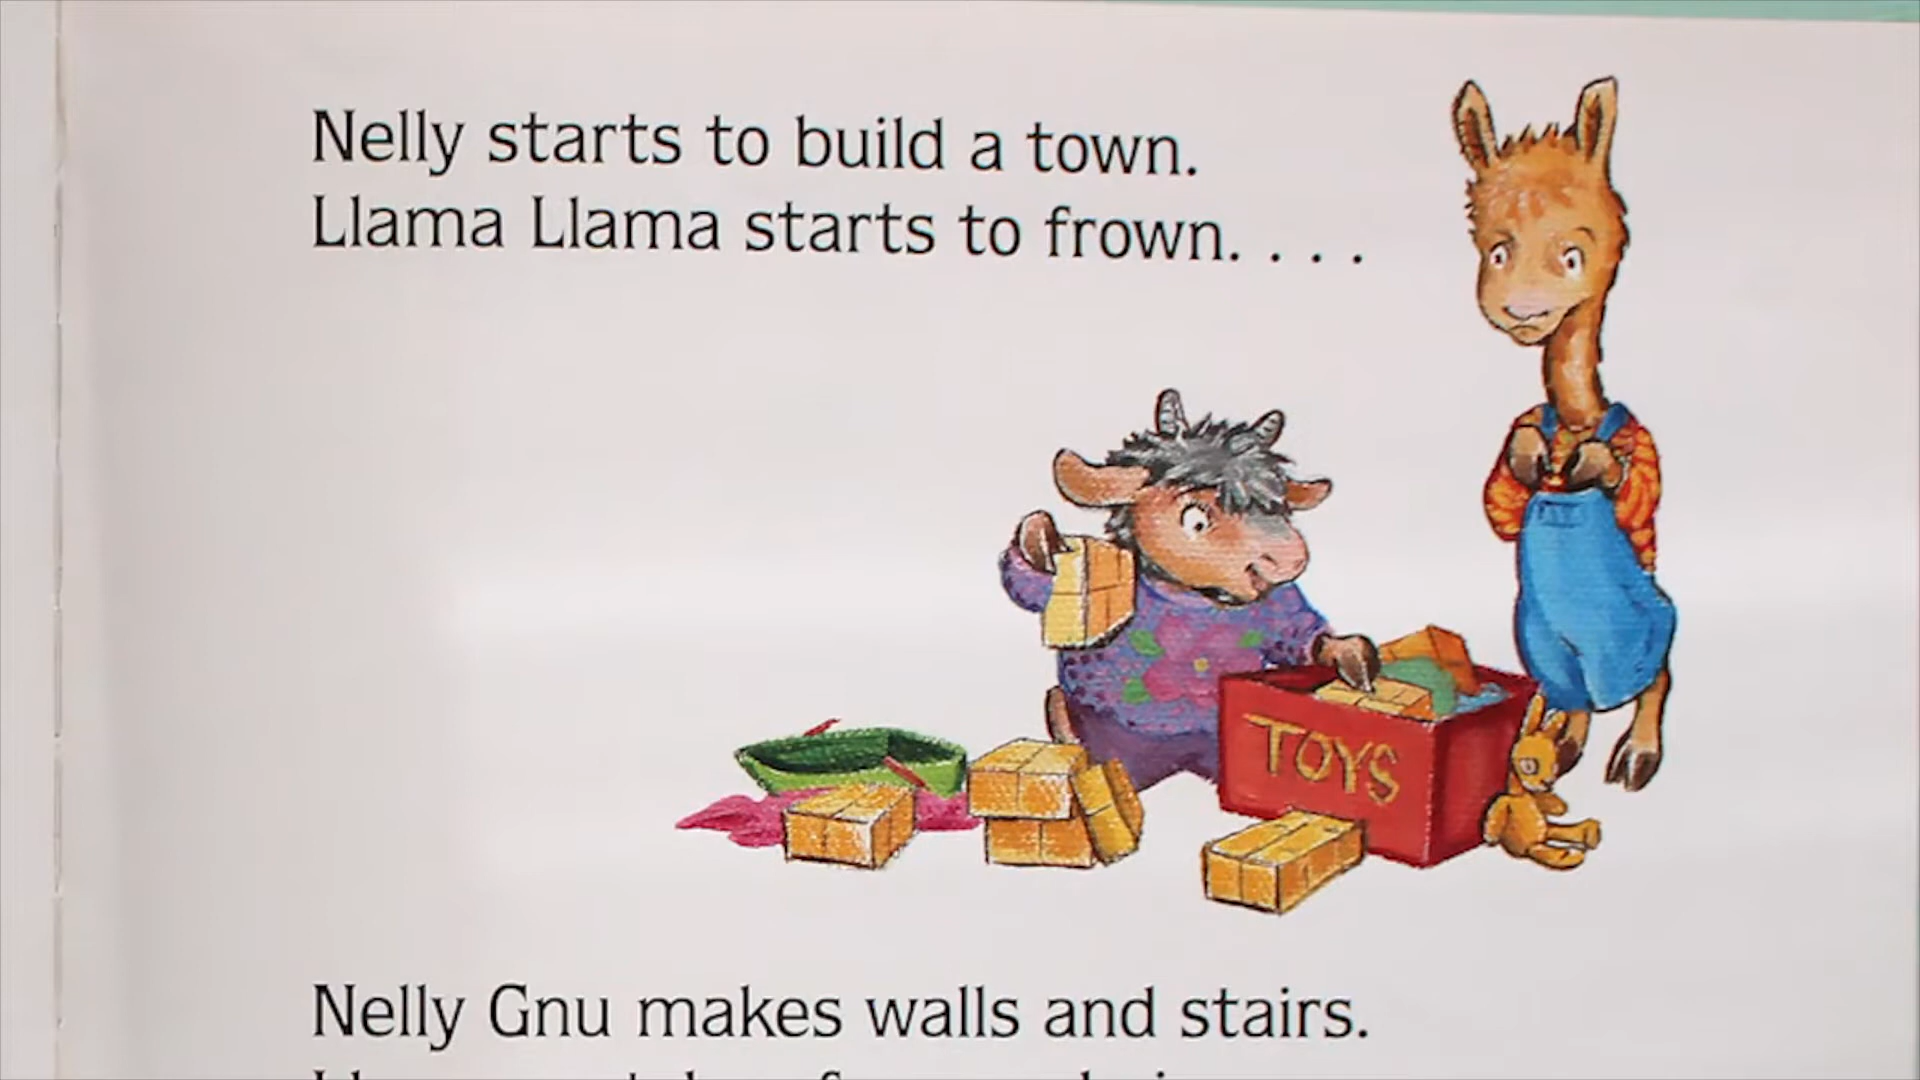 Nelly starts to build a town.
Llama Llama starts to frown. . . .
TOYS
Nelly Gnu makes walls and stairs.